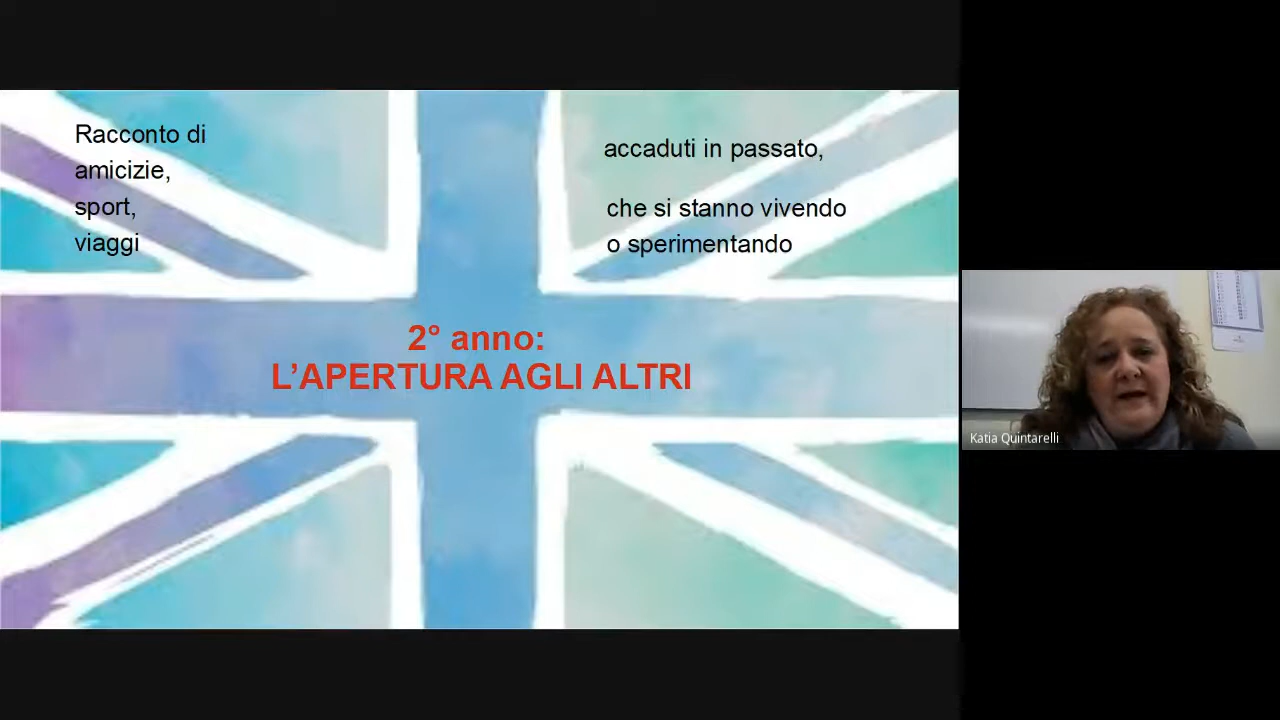 Racconto di
amicizie,
sport,
viaggi
accaduti in passato,
che si stanno vivendo
o sperimentando
2° anno:
L’APERTURA AGLI ALTRI
Katia Quintarelli